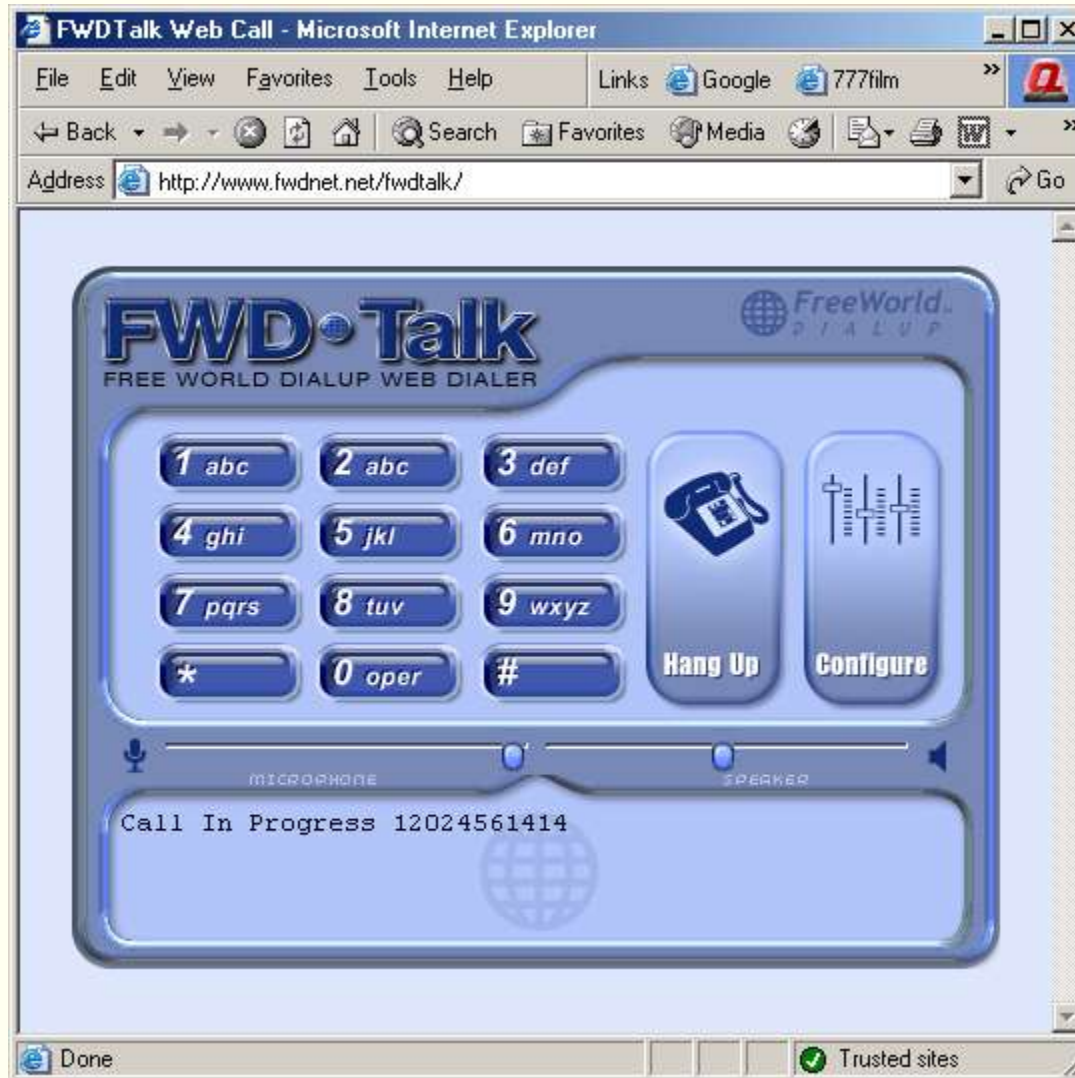 FWDTalk Web Call - Microsoft Internet Explorer
File Edit View Favorites Tools Help Links Google 777film »
Back Search Favorites Media »
Address http://www.fwdnet.net/fwdtalk/ Go
FWD Talk FreeWorld
DIALUP
FREE WORLD DIALUP WEB DIALER
1 abc 2 abc 3 def
4 ghi 5 jkl 6 mno
7 pqrs 8 tuv 9 wxyz
* 0 oper #
Hang Up Configure
MICROPHONE SPEAKER
Call In Progress 12024561414
Done Trusted sites